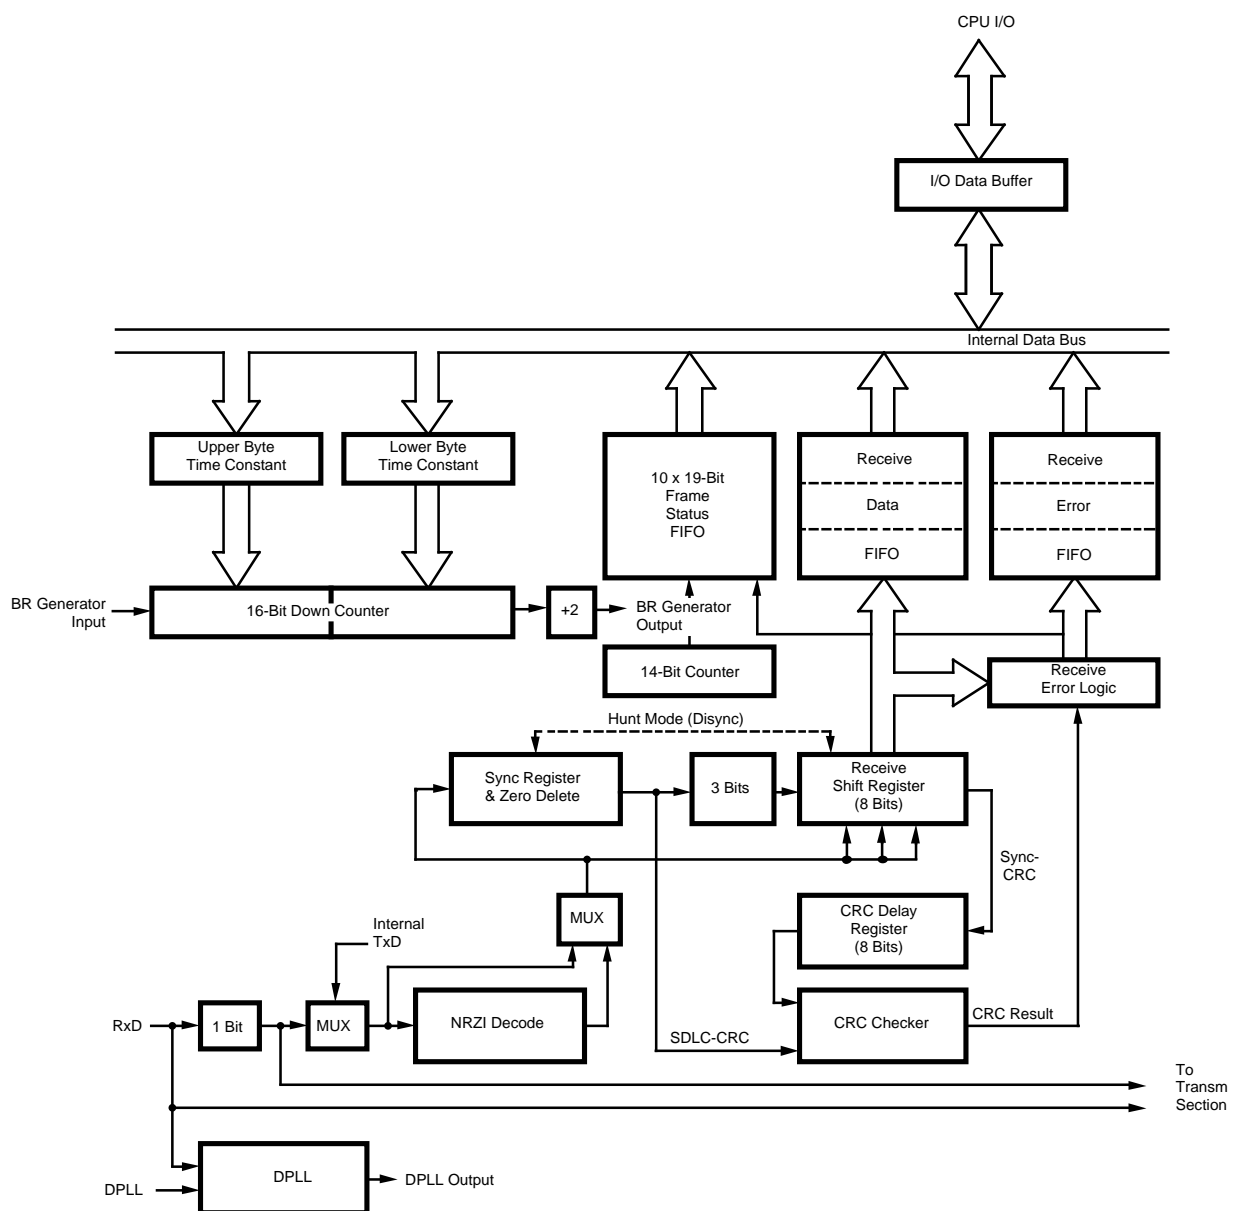 CPU I/O
I/O Data Buffer
Internal Data Bus
Upper Byte
Time Constant
Lower Byte
Time Constant
10 x 19-Bit
Frame
Status
FIFO
Receive
Data
FIFO
Receive
Error
FIFO
BR Generator
Input
16-Bit Down Counter
+2
BR Generator
Output
14-Bit Counter
Receive
Error Logic
Hunt Mode (Disync)
Sync Register
& Zero Delete
3 Bits
Receive
Shift Register
(8 Bits)
Sync-
CRC
MUX
CRC Delay
Register
(8 Bits)
Internal
TxD
RxD
1 Bit
MUX
NRZI Decode
SDLC-CRC
CRC Checker
CRC Result
To
Transm
Section
DPLL
DPLL
DPLL Output